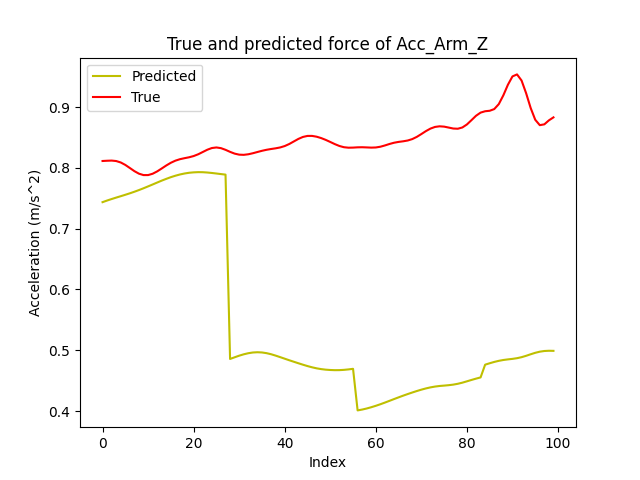 True and predicted force of Acc_Arm_Z
Predicted
True
0.9
0.8
0.7
0.6
0.5
0.4
Acceleration (m/s^2)
0 20 40 60 80 100
Index